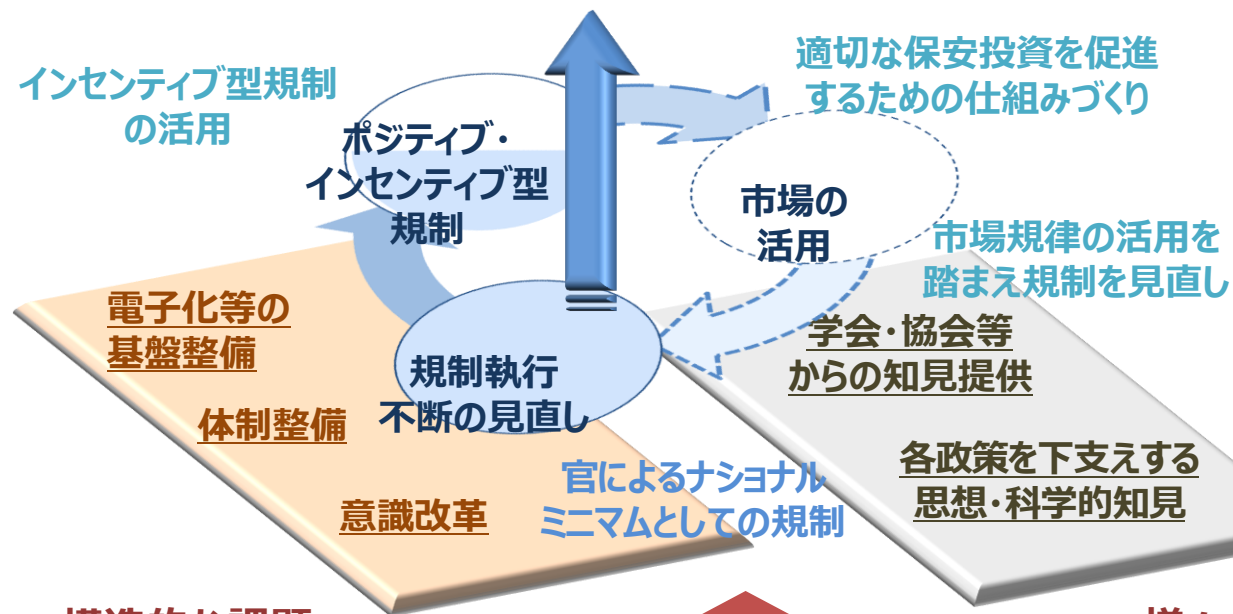 インセンティブ型規制
の活用
適切な保安投資を促進
するための仕組みづくり
ポジティブ・
インセンティブ型
規制
市場の
活用
市場規律の活用を
踏まえ規制を見直し
電子化等の
基盤整備
体制整備
意識改革
規制執行
不断の見直し
官によるナショナル
ミニマムとしての規制
学会・協会等
からの知見提供
各政策を下支えする
思想・科学的知見